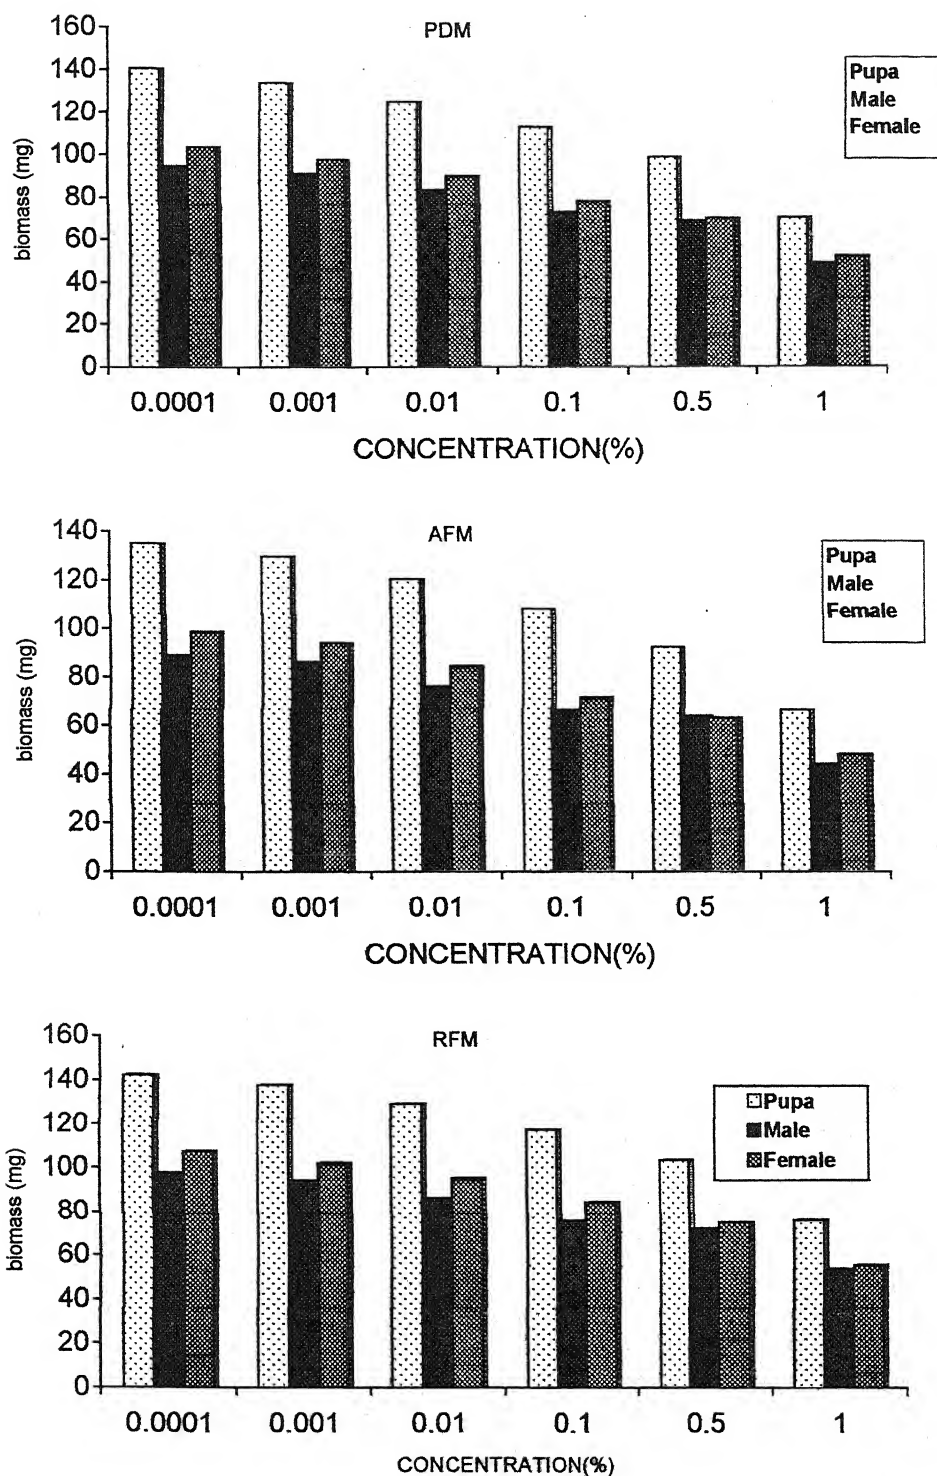 PDM
160
140
120
100
80
60
40
20
0
biomass (mg)
Pupa
Male
Female
0.0001 0.001 0.01 0.1 0.5 1
CONCENTRATION(%)
AFM
140
120
100
80
60
40
20
0
biomass (mg)
Pupa
Male
Female
0.0001 0.001 0.01 0.1 0.5 1
CONCENTRATION(%)
RFM
160
140
120
100
80
60
40
20
0
biomass (mg)
Pupa
Male
Female
0.0001 0.001 0.01 0.1 0.5 1
CONCENTRATION(%)